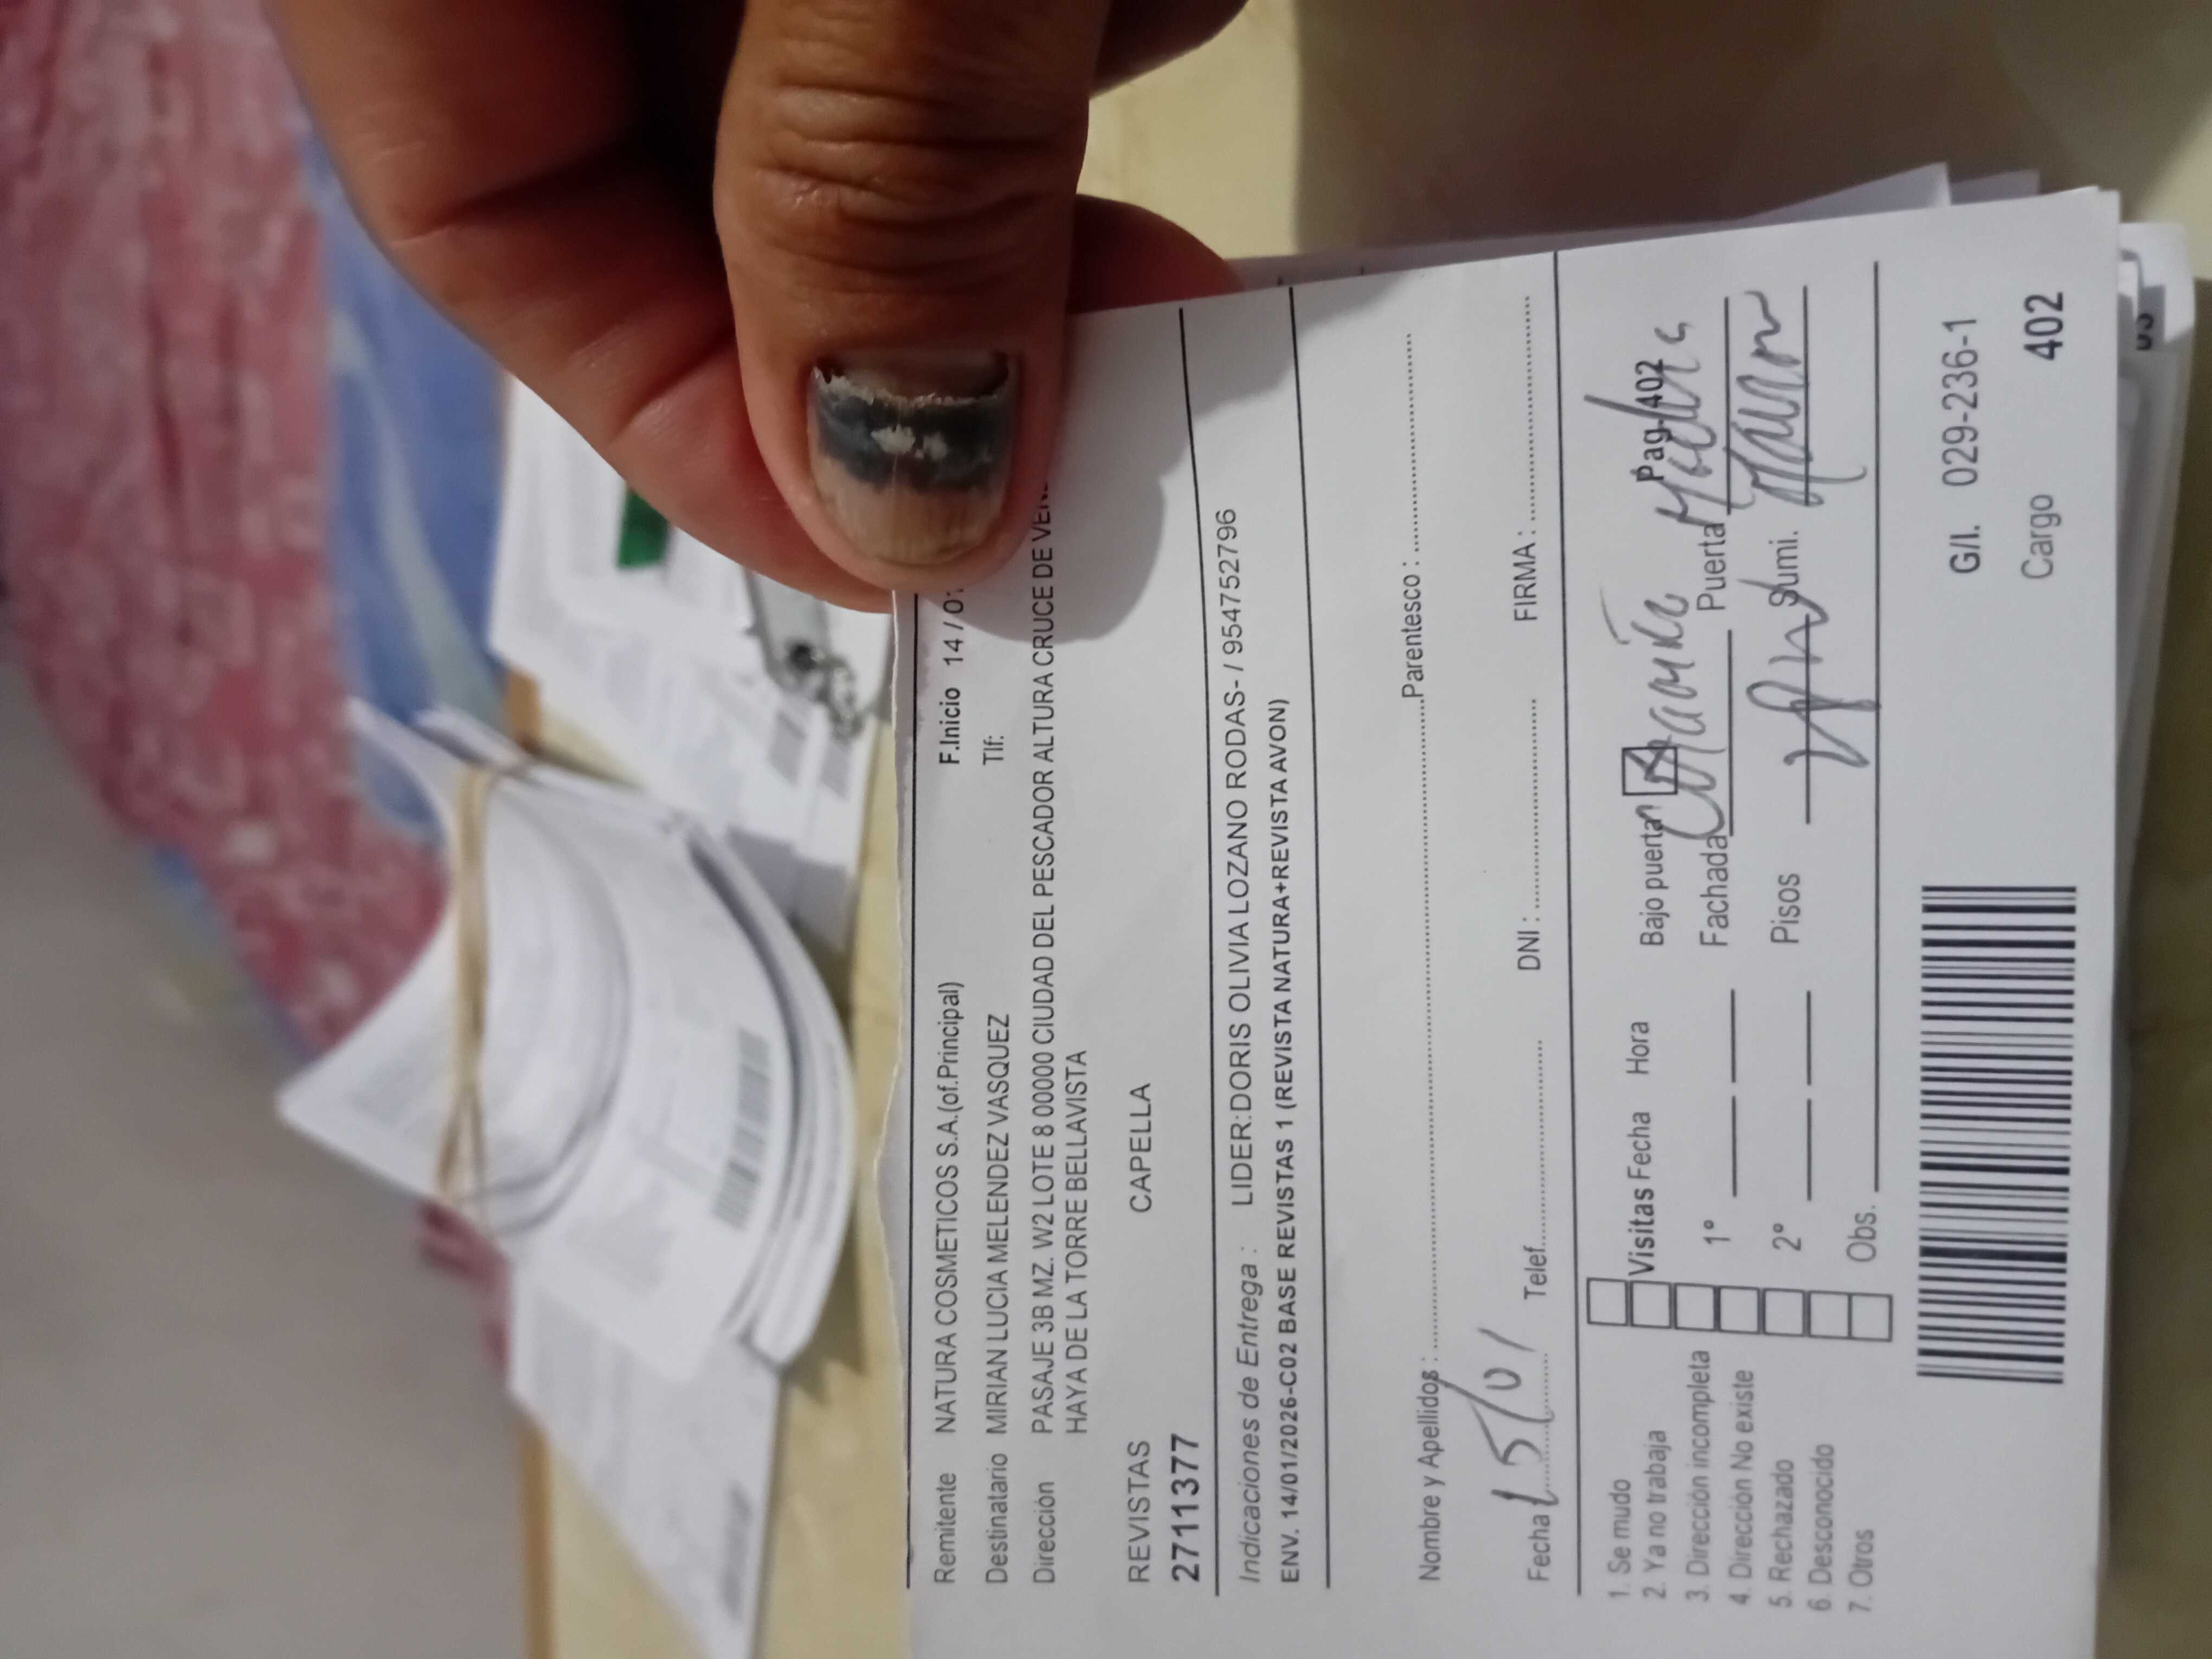 Remitente NATURA COSMETICOS S.A.(of.Principal) F.Inicio 14 / 01
Destinatario MIRIAN LUCIA MELENDEZ VASQUEZ Tlf:
Dirección PASAJE 3B MZ. W2 LOTE 8 00000 CIUDAD DEL PESCADOR ALTURA CRUCE DE
HAYA DE LA TORRE BELLAVISTA
REVISTAS CAPELLA
2711377
Indicaciones de Entrega : LIDER:DORIS OLIVIA LOZANO RODAS- / 954752796
ENV. 14/01/2026-C02 BASE REVISTAS 1 (REVISTA NATURA+REVISTA AVON)
Nombre y Apellidos : Parentesco :
Fecha 15/01 Telef. DNI : FIRMA :
1. Se mudo Visitas Fecha Hora Bajo puerta Pag-402
2. Ya no trabaja
3. Dirección incompleta 1° Fachada Puerta
4. Dirección No existe
5. Rechazado 2° Pisos Sumi.
6. Desconocido
7. Otros Obs.
G/I. 029-236-1
Cargo 402